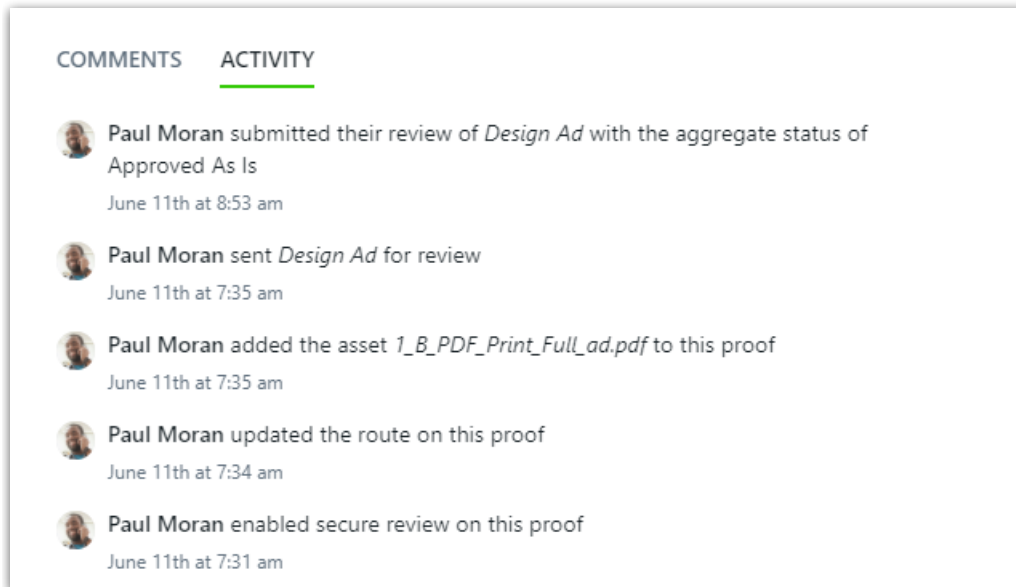 COMMENTS ACTIVITY
Paul Moran submitted their review of Design Ad with the aggregate status of
Approved As Is
June 11th at 8:53 am
Paul Moran sent Design Ad for review
June 11th at 7:35 am
Paul Moran added the asset 1_B_PDF_Print_Full_ad.pdf to this proof
June 11th at 7:35 am
Paul Moran updated the route on this proof
June 11th at 7:34 am
Paul Moran enabled secure review on this proof
June 11th at 7:31 am